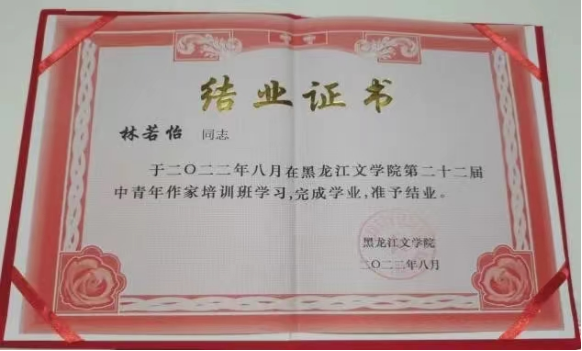 结业证书
林若怡 同志
于二〇二二年八月在黑龙江文学院第二十二届
中青年作家培训班学习,完成学业,准予结业。
黑龙江文学院
二〇二二年八月